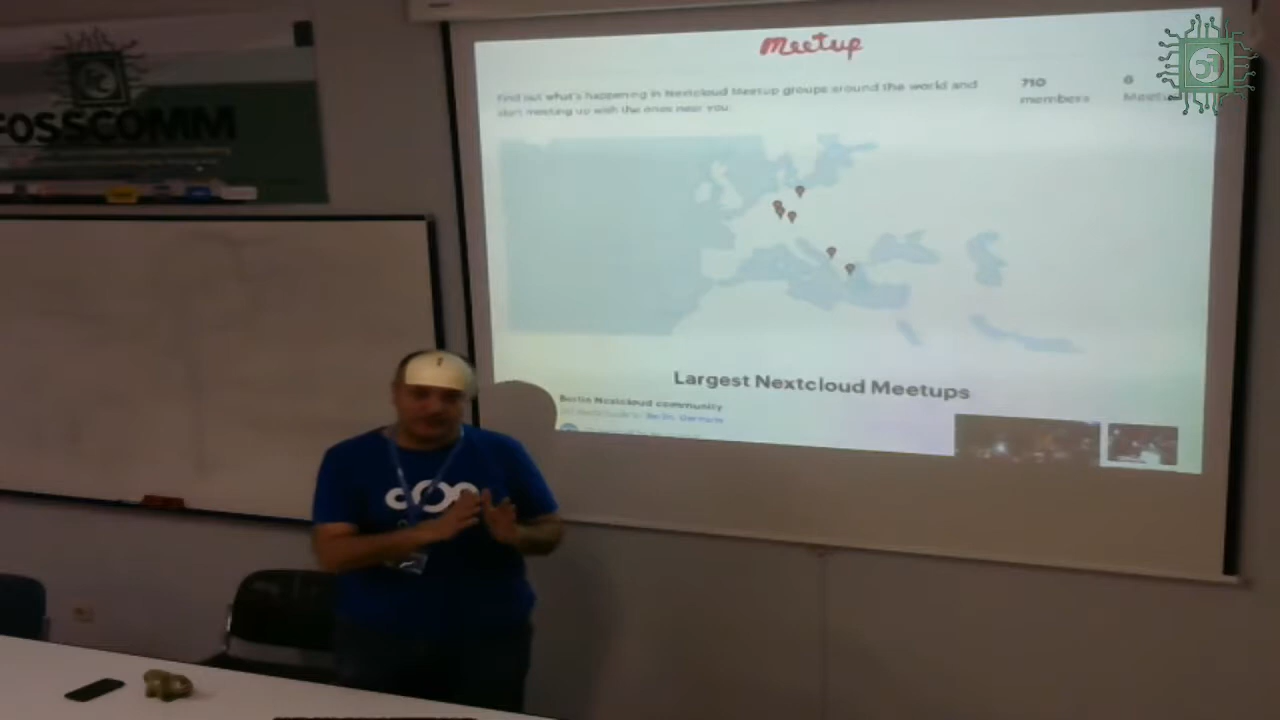 FOSSCOMM
Meetup
Find out what's happening in Nextcloud Meetup groups around the world and
start meeting up with the ones near you.
710
members
6
Largest Nextcloud Meetups
Berlin Nextcloud community
Berlin, Germany